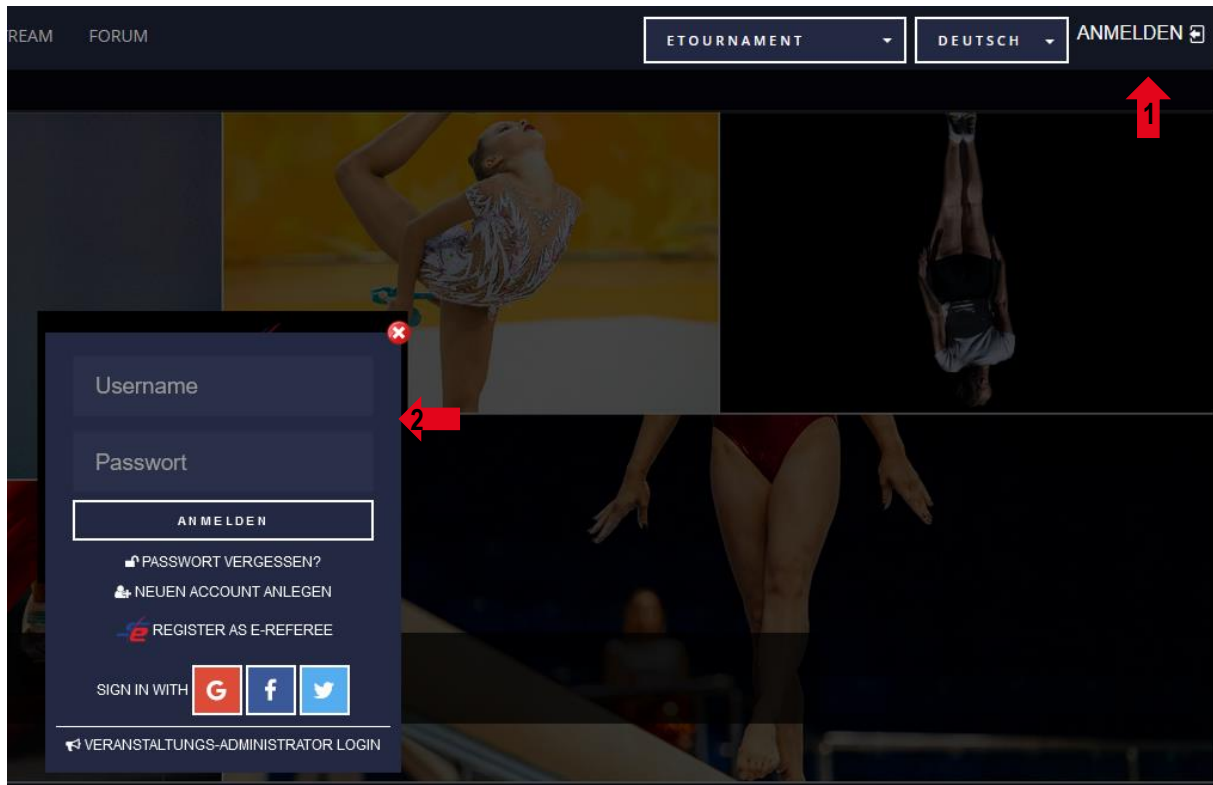 REAM FORUM ETOURNAMENT DEUTSCH ANMELDEN
1
Username
2
Passwort
ANMELDEN
PASSWORT VERGESSEN?
NEUEN ACCOUNT ANLEGEN
e REGISTER AS E-REFEREE
SIGN IN WITH G f
VERANSTALTUNGS-ADMINISTRATOR LOGIN